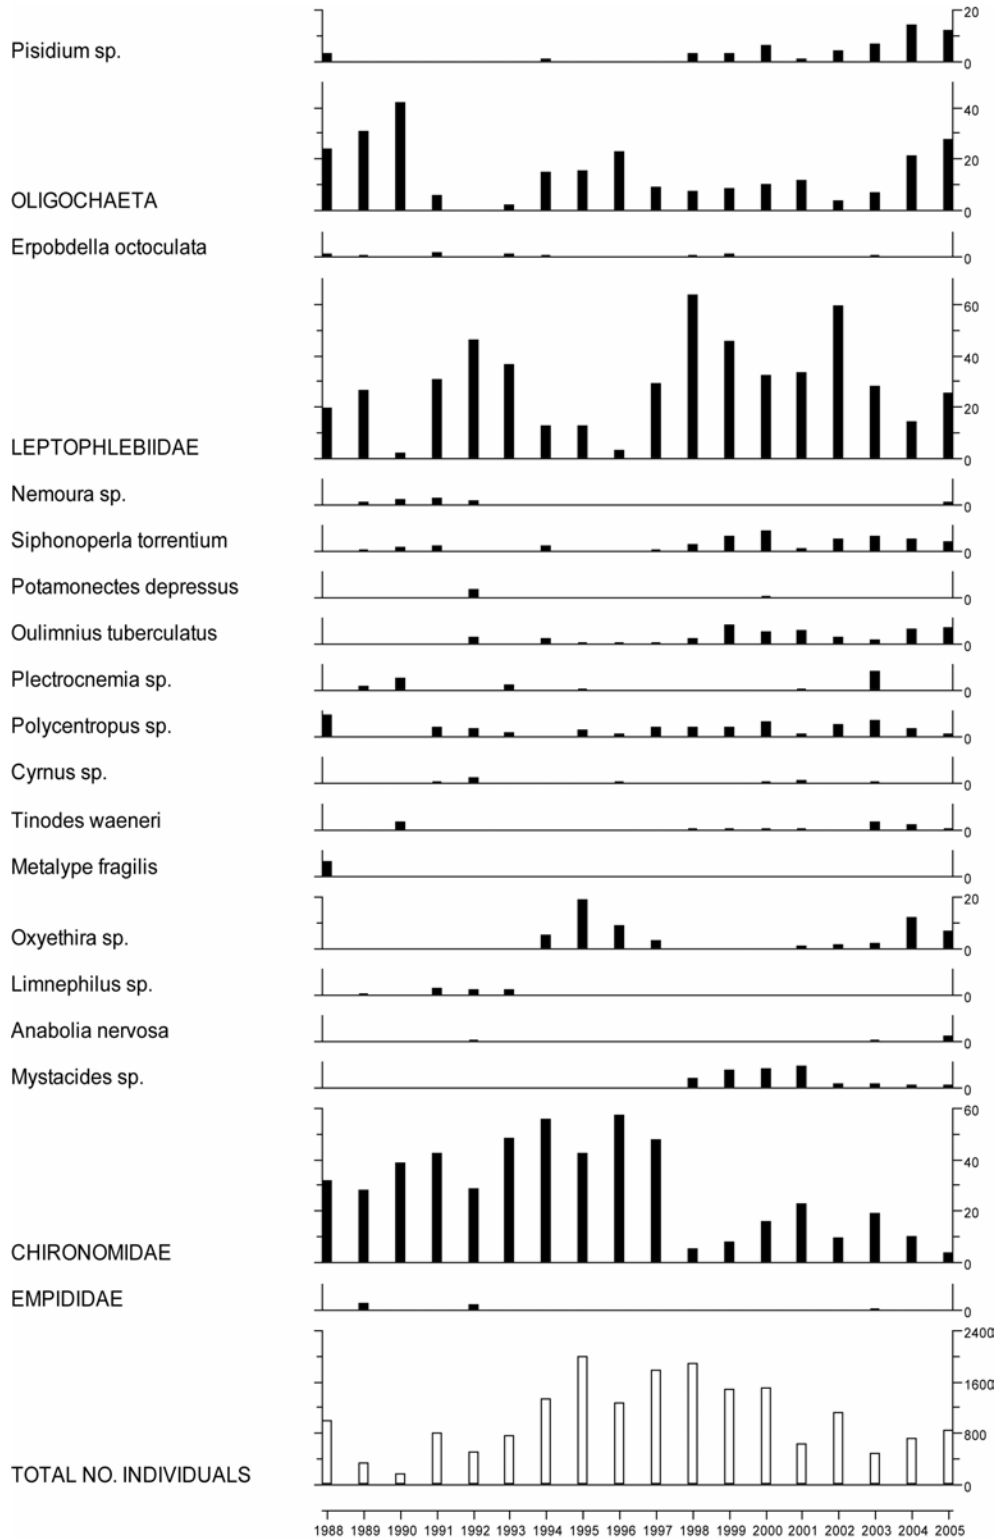 Pisidium sp.
20
0
OLIGOCHAETA
40
20
0
Erpobdella octoculata
0
LEPTOPHLEBIIDAE
60
40
20
0
Nemoura sp.
0
Siphonoperla torrentium
0
Potamonectes depressus
0
Oulimnius tuberculatus
0
Plectrocnemia sp.
0
Polycentropus sp.
0
Cyrnus sp.
0
Tinodes waeneri
0
Metalype fragilis
0
Oxyethira sp.
20
0
Limnephilus sp.
0
Anabolia nervosa
0
Mystacides sp.
0
CHIRONOMIDAE
60
40
20
0
EMPIDIDAE
0
TOTAL NO. INDIVIDUALS
2400
1600
800
0
1988 1989 1990 1991 1992 1993 1994 1995 1996 1997 1998 1999 2000 2001 2002 2003 2004 2005